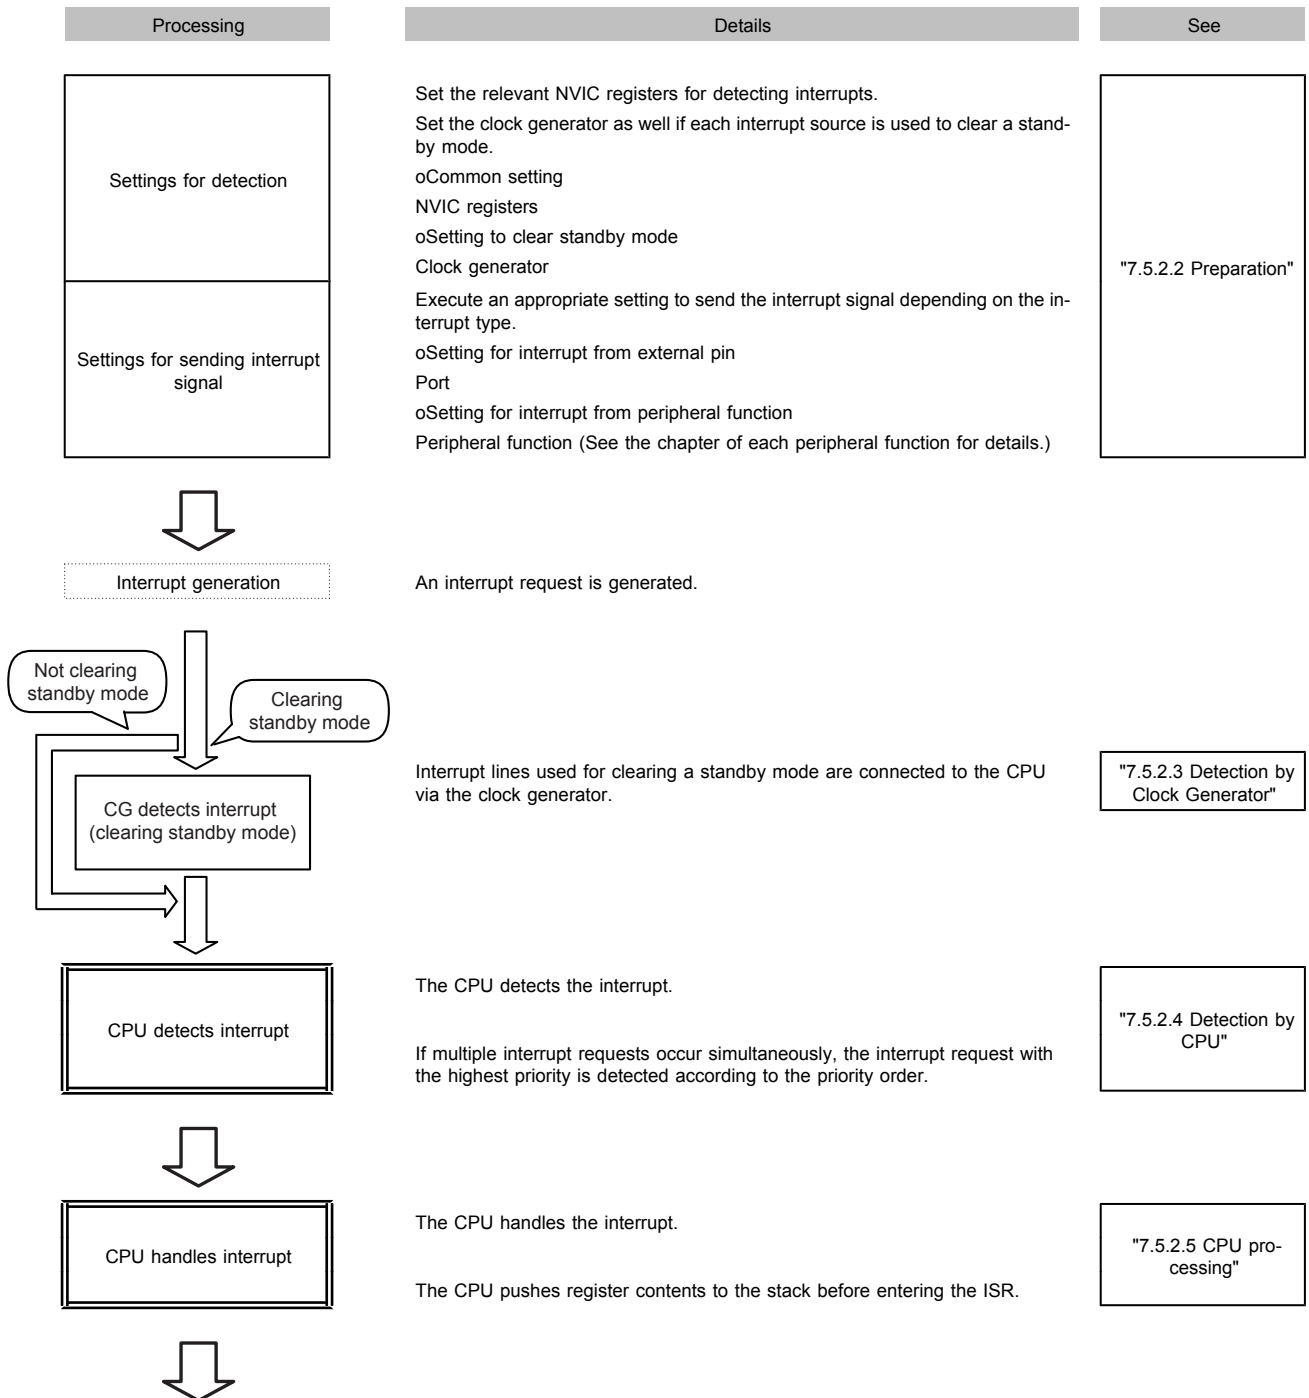 Processing
Details
See
Settings for detection
Set the relevant NVIC registers for detecting interrupts.
Set the clock generator as well if each interrupt source is used to clear a stand-
by mode.
oCommon setting
NVIC registers
oSetting to clear standby mode
Clock generator
"7.5.2.2 Preparation"
Settings for sending interrupt
signal
Execute an appropriate setting to send the interrupt signal depending on the in-
terrupt type.
oSetting for interrupt from external pin
Port
oSetting for interrupt from peripheral function
Peripheral function (See the chapter of each peripheral function for details.)
Interrupt generation
An interrupt request is generated.
Not clearing
standby mode
Clearing
standby mode
CG detects interrupt
(clearing standby mode)
Interrupt lines used for clearing a standby mode are connected to the CPU
via the clock generator.
"7.5.2.3 Detection by
Clock Generator"
CPU detects interrupt
The CPU detects the interrupt.
If multiple interrupt requests occur simultaneously, the interrupt request with
the highest priority is detected according to the priority order.
"7.5.2.4 Detection by
CPU"
CPU handles interrupt
The CPU handles the interrupt.
The CPU pushes register contents to the stack before entering the ISR.
"7.5.2.5 CPU pro-
cessing"